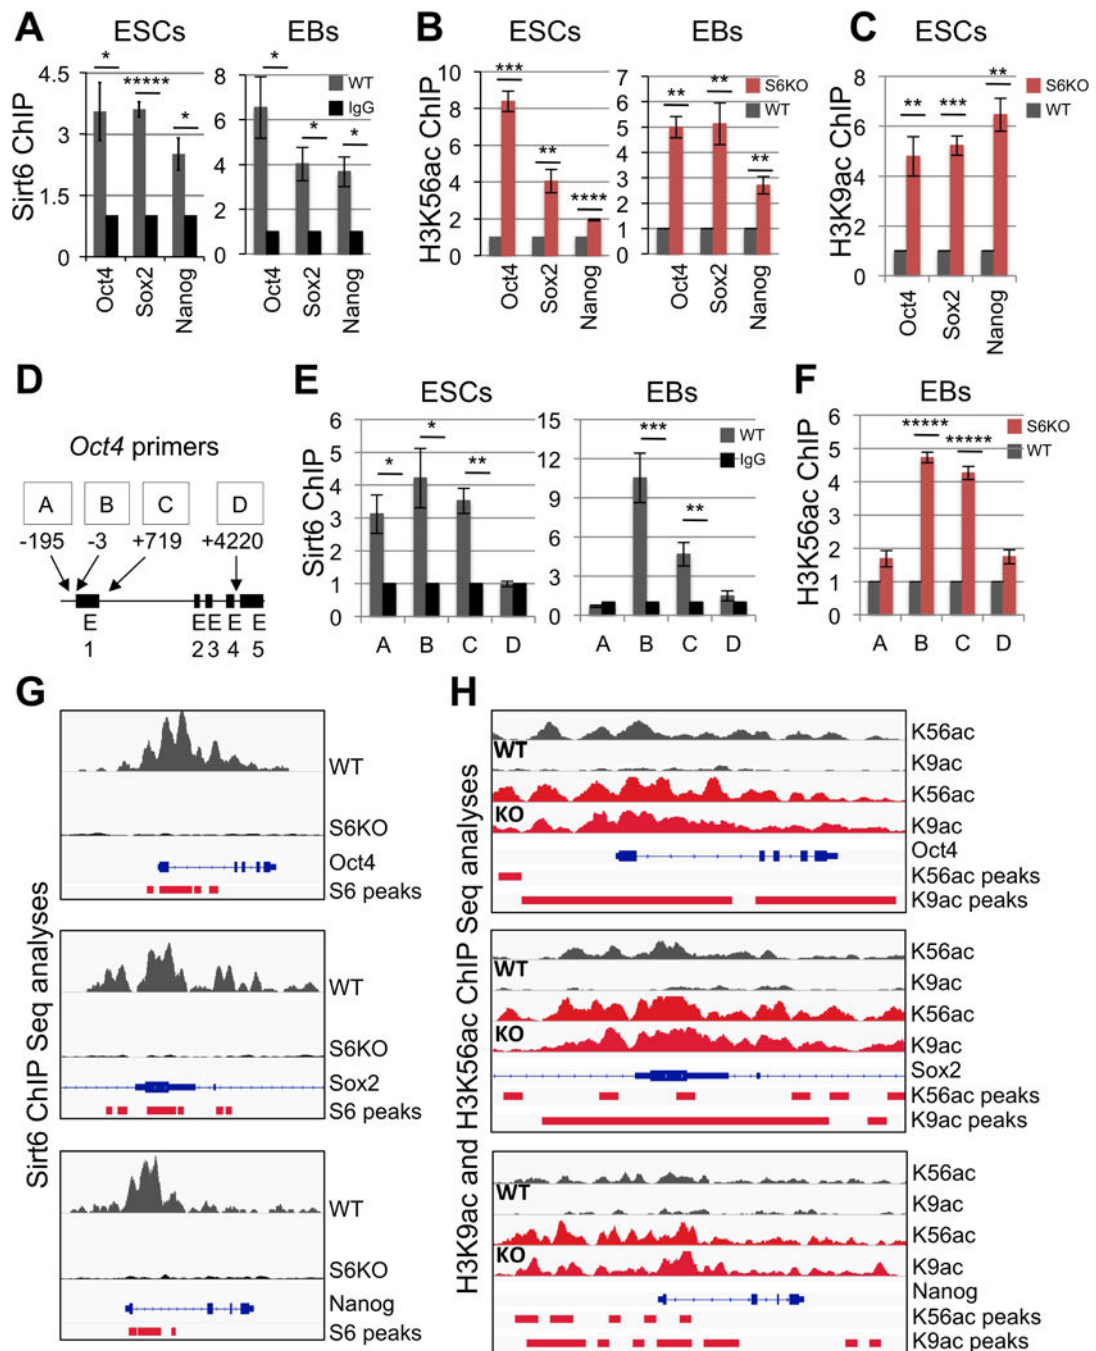 A
ESCs
EBs
Sirt6 ChIP
4.5
3
1.5
0
*
*****
*
Oct4
Sox2
Nanog
8
6
4
2
0
*
*
*
WT
IgG
Oct4
Sox2
Nanog
B
ESCs
EBs
H3K56ac ChIP
10
8
6
4
2
0
***
**
****
Oct4
Sox2
Nanog
7
6
5
4
3
2
1
0
**
**
**
S6KO
WT
Oct4
Sox2
Nanog
C
ESCs
H3K9ac ChIP
8
6
4
2
0
**
***
**
S6KO
WT
Oct4
Sox2
Nanog
D
Oct4 primers
A B C D
-195 -3 +719 +4220
E E E E E
1 2 3 4 5
E
ESCs
EBs
Sirt6 ChIP
6
5
4
3
2
1
0
*
*
**
A B C D
15
12
9
6
3
0
***
**
WT
IgG
A B C D
F
EBs
H3K56ac ChIP
6
5
4
3
2
1
0
*****
*****
S6KO
WT
A B C D
G
Sirt6 ChIP Seq analyses
WT
S6KO
Oct4
S6 peaks
WT
S6KO
Sox2
S6 peaks
WT
S6KO
Nanog
S6 peaks
H
H3K9ac and H3K56ac ChIP Seq analyses
K56ac
WT
K9ac
K56ac
KO
K9ac
Oct4
K56ac peaks
K9ac peaks
K56ac
WT
K9ac
K56ac
KO
K9ac
Sox2
K56ac peaks
K9ac peaks
K56ac
WT
K9ac
K56ac
KO
K9ac
Nanog
K56ac peaks
K9ac peaks